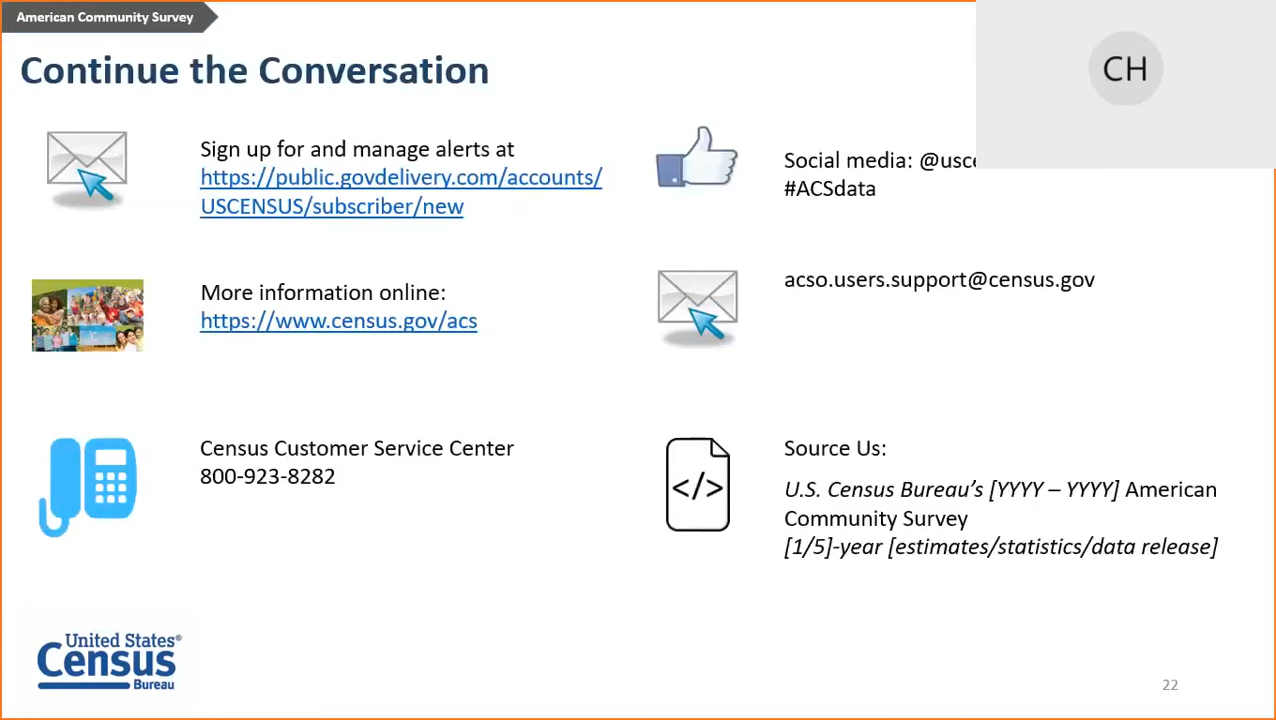 American Community Survey
Continue the Conversation
CH
Sign up for and manage alerts at
https://public.govdelivery.com/accounts/
USCENSUS/subscriber/new
Social media:
#ACSdata
More information online:
https://www.census.gov/acs
acso.users.support@census.gov
Census Customer Service Center
800-923-8282
</>
Source Us:
U.S. Census Bureau’s [YYYY – YYYY] American
Community Survey
[1/5]-year [estimates/statistics/data release]
United States®
Census
Bureau
22